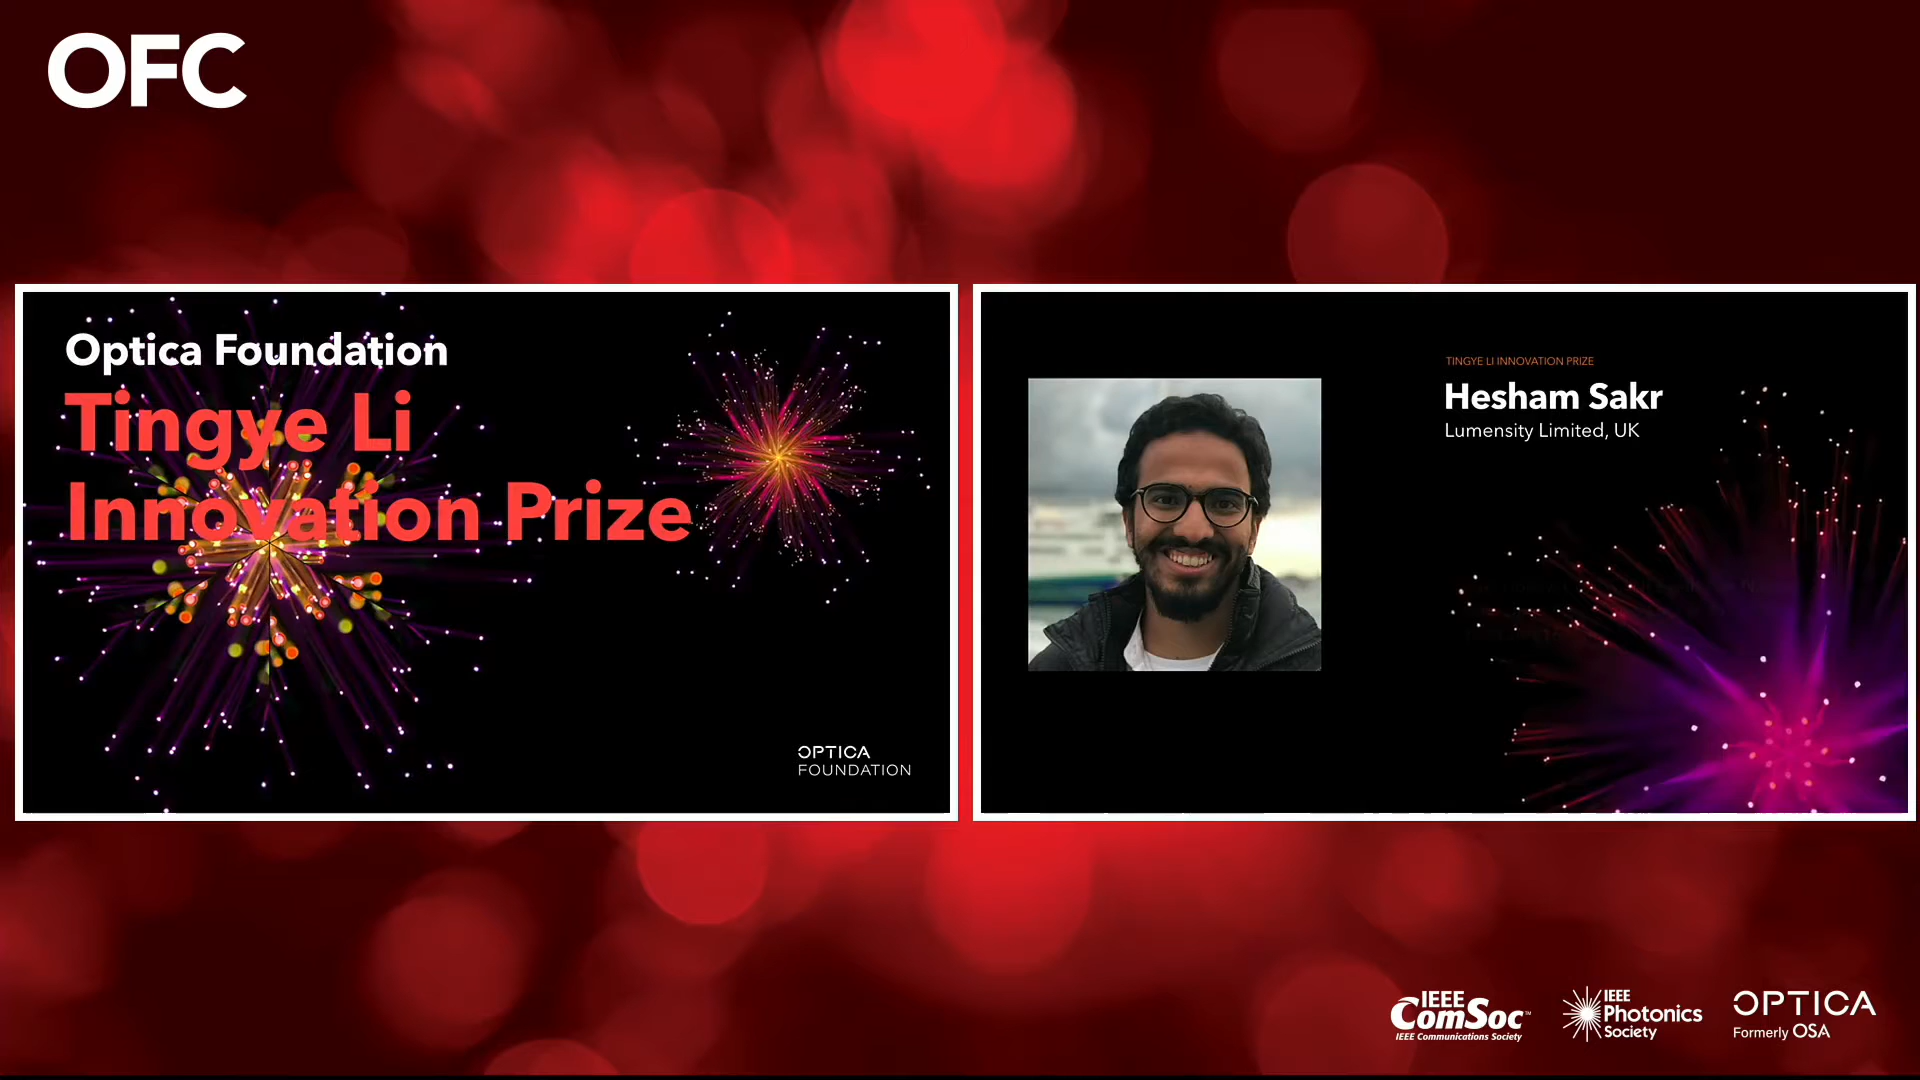 OFC
Optica Foundation
Tingye Li
Innovation Prize
OPTICA
FOUNDATION
TINGYE LI INNOVATION PRIZE
Hesham Sakr
Lumensity Limited, UK
IEEE
ComSoc™
IEEE Communications Society
IEEE
Photonics
Society
OPTICA
Formerly OSA